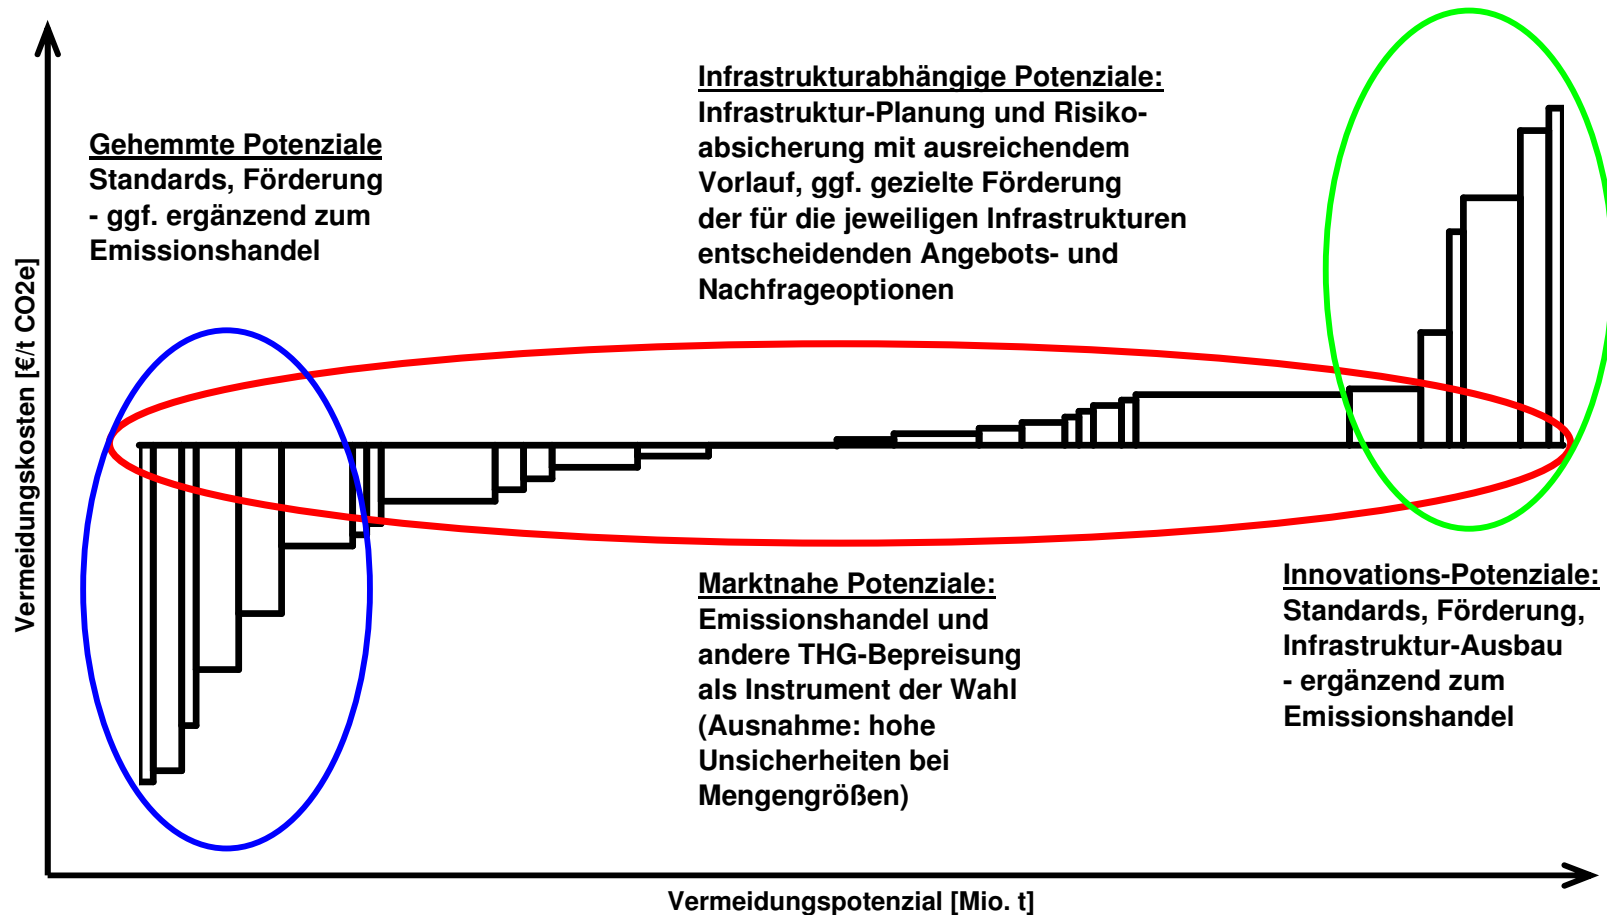 Gehemmte Potenziale
Standards, Förderung
- ggf. ergänzend zum
Emissionshandel
Infrastrukturabhängige Potenziale:
Infrastruktur-Planung und Risiko-
absicherung mit ausreichendem
Vorlauf, ggf. gezielte Förderung
der für die jeweiligen Infrastrukturen
entscheidenden Angebots- und
Nachfrageoptionen
Vermeidungskosten [€/t CO2e]
Marktnahe Potenziale:
Emissionshandel und
andere THG-Bepreisung
als Instrument der Wahl
(Ausnahme: hohe
Unsicherheiten bei
Mengengrößen)
Innovations-Potenziale:
Standards, Förderung,
Infrastruktur-Ausbau
- ergänzend zum
Emissionshandel
Vermeidungspotenzial [Mio. t]